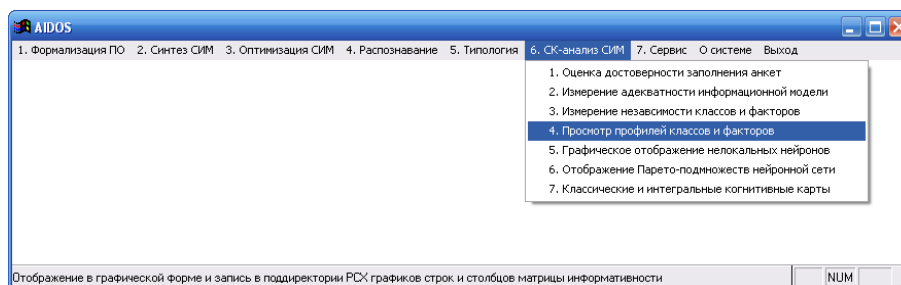 AIDOS
1. Формализация ПО 2. Синтез СИМ 3. Оптимизация СИМ 4. Распознавание 5. Типология 6. СК-анализ СИМ 7. Сервис О системе Выход
1. Оценка достоверности заполнения анкет
2. Измерение адекватности информационной модели
3. Измерение независимости классов и факторов
4. Просмотр профилей классов и факторов
5. Графическое отображение нелокальных нейронов
6. Отображение Парето-подмножеств нейронной сети
7. Классические и интегральные когнитивные карты
Отображение в графической форме и запись в поддиректории PCX графиков строк и столбцов матрицы информативности NUM